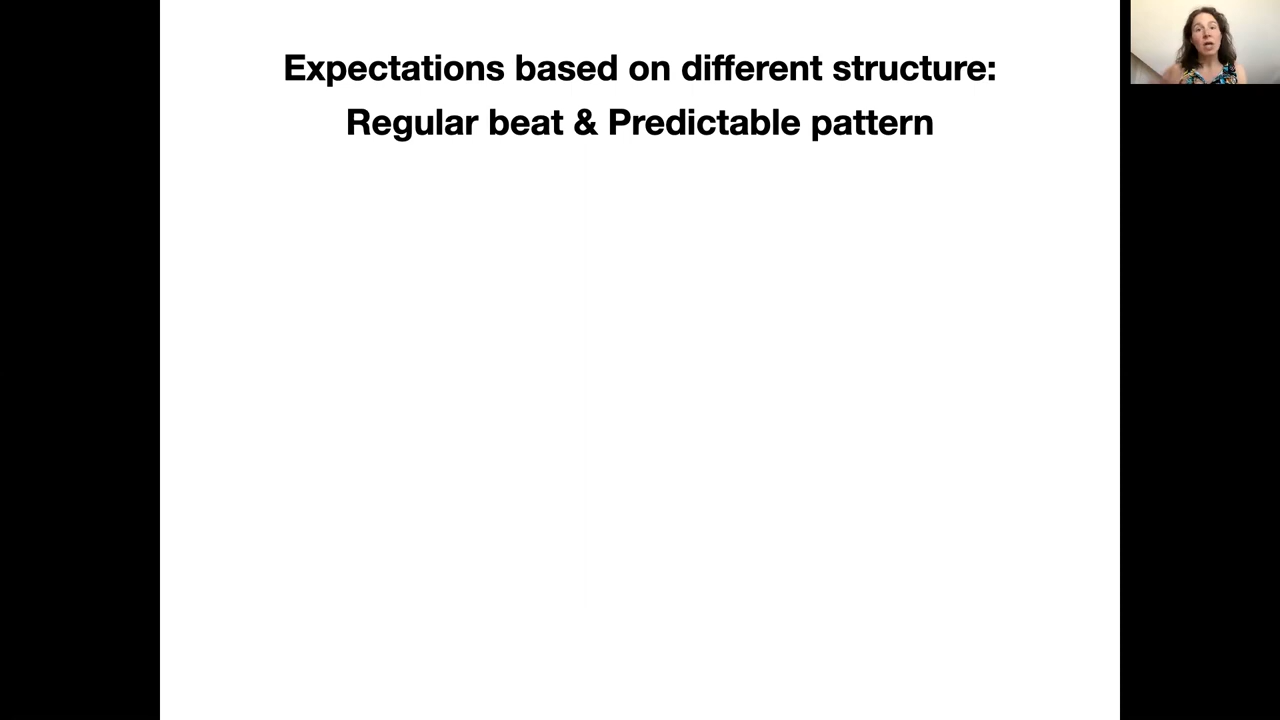 Expectations based on different structure:
Regular beat & Predictable pattern